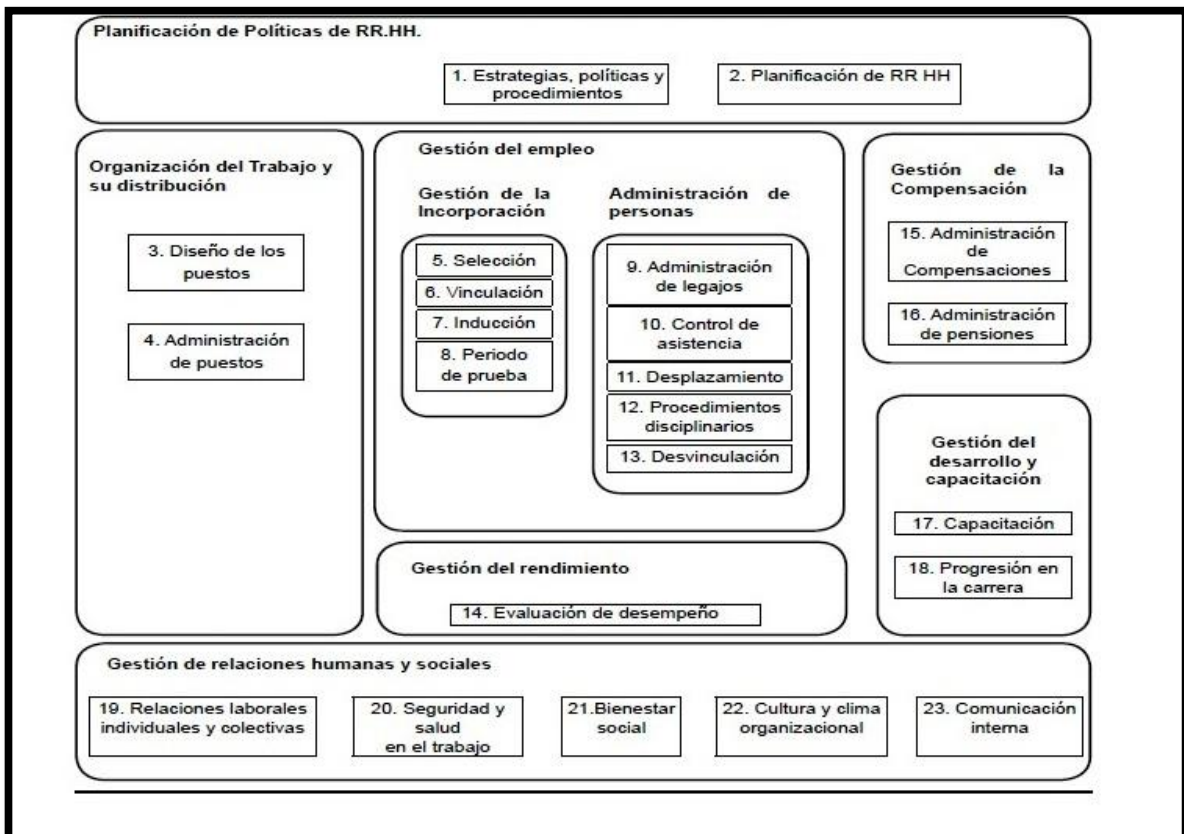 Planificación de Políticas de RR.HH.
1. Estrategias, políticas y
procedimientos
2. Planificación de RR HH
Organización del Trabajo y
su distribución
3. Diseño de los
puestos
4. Administración
de puestos
Gestión del empleo
Gestión de la
Incorporación
5. Selección
6. Vinculación
7. Inducción
8. Periodo
de prueba
Administración de
personas
9. Administración
de legajos
10. Control de
asistencia
11. Desplazamiento
12. Procedimientos
disciplinarios
13. Desvinculación
Gestión del rendimiento
14. Evaluación de desempeño
Gestión de la
Compensación
15. Administración
de
Compensaciones
16. Administración
de pensiones
Gestión del
desarrollo y
capacitación
17. Capacitación
18. Progresión en
la carrera
Gestión de relaciones humanas y sociales
19. Relaciones laborales
individuales y colectivas
20. Seguridad y
salud
en el trabajo
21.Bienestar
social
22. Cultura y clima
organizacional
23. Comunicación
interna